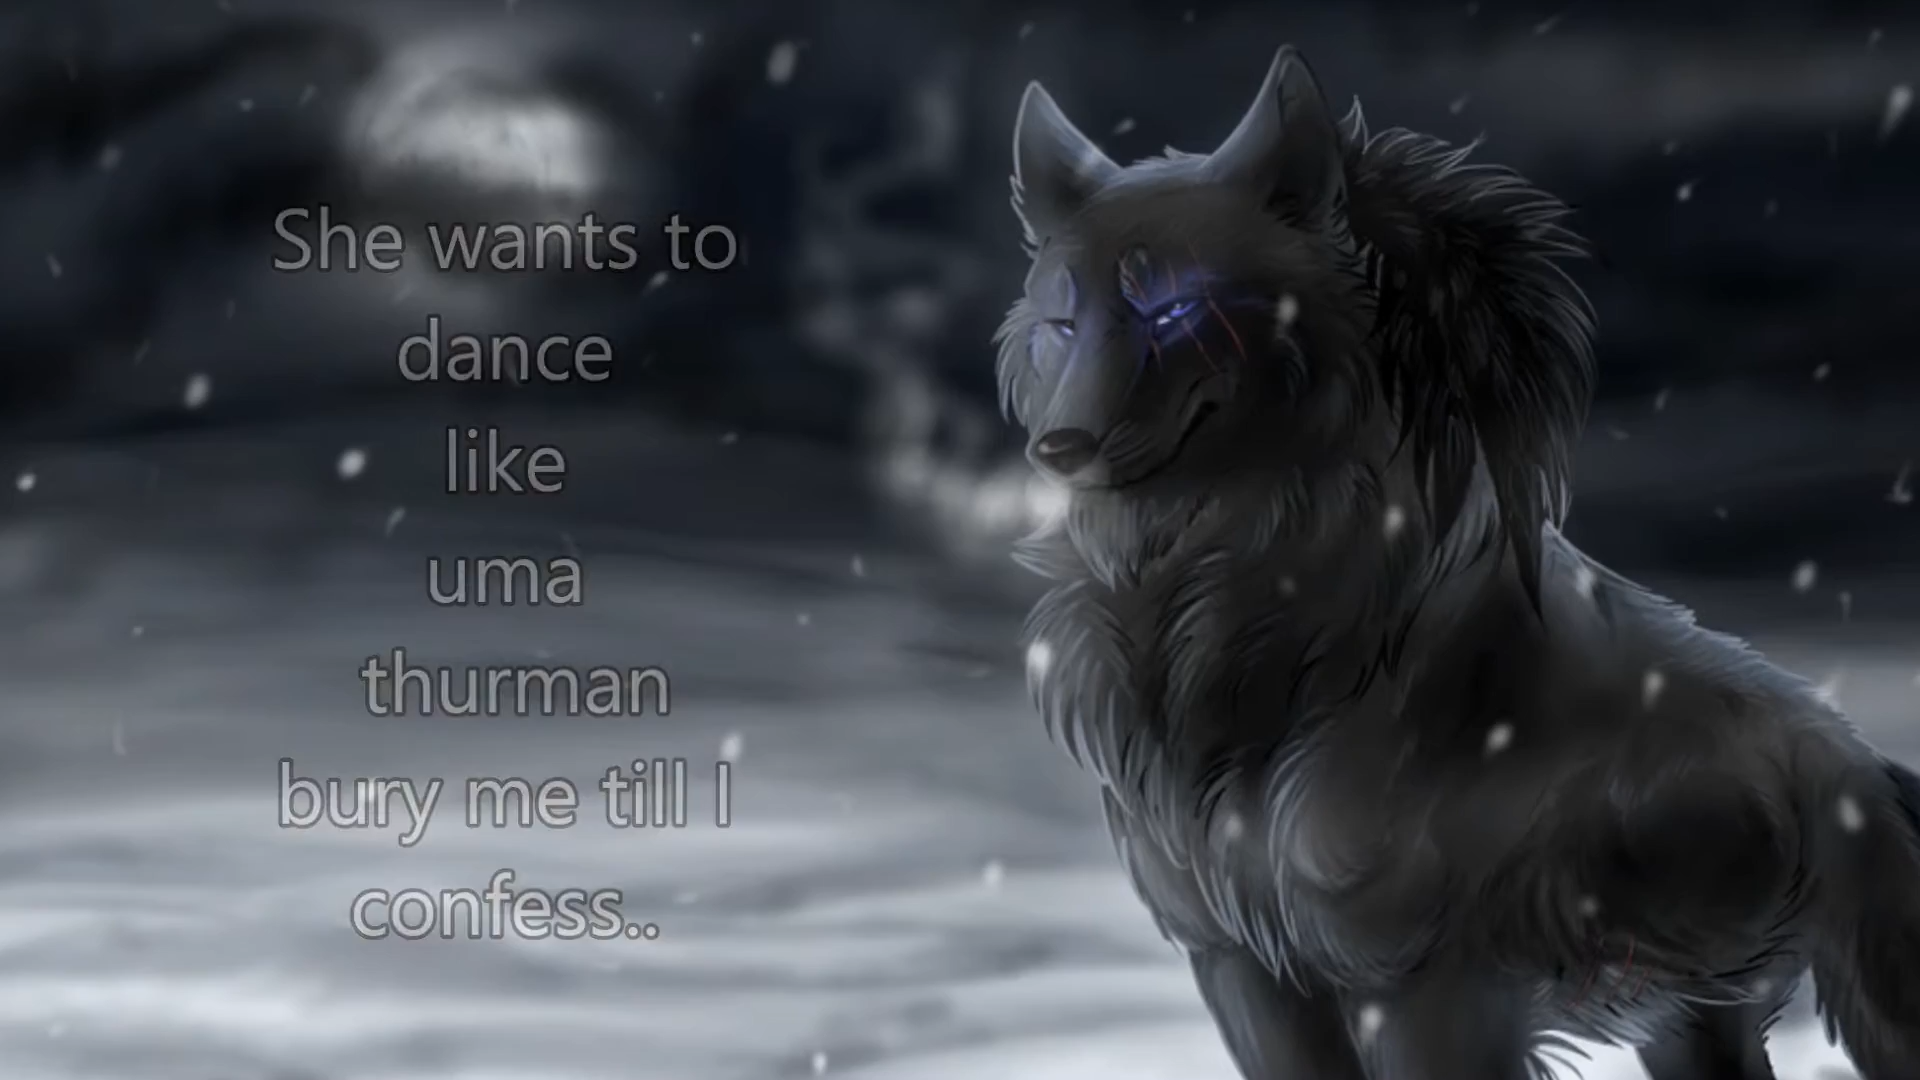 She wants to
dance
like
uma
thurman
bury me till I
confess..